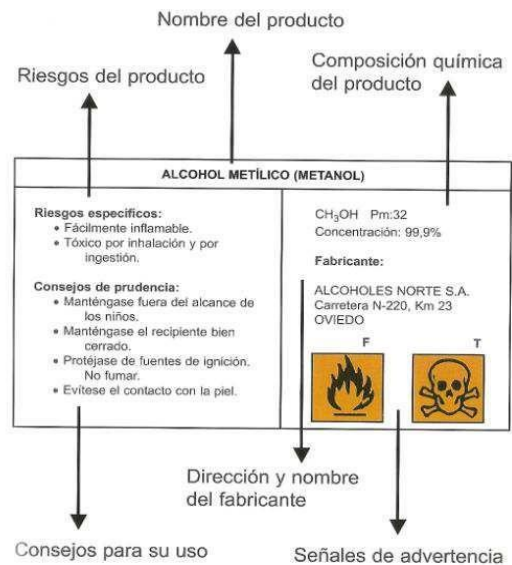 Nombre del producto
Riesgos del producto
Composición química
del producto
ALCOHOL METÍLICO (METANOL)
Riesgos específicos:
• Fácilmente inflamable.
• Tóxico por inhalación y por
ingestión.
Consejos de prudencia:
• Manténgase fuera del alcance de
los niños.
• Manténgase el recipiente bien
cerrado.
• Protéjase de fuentes de ignición.
No fumar.
• Evítese el contacto con la piel.
CH₃OH Pm:32
Concentración: 99,9%
Fabricante:
ALCOHOLES NORTE S.A.
Carretera N-220, Km 23
OVIEDO
F
T
Dirección y nombre
del fabricante
Consejos para su uso
Señales de advertencia